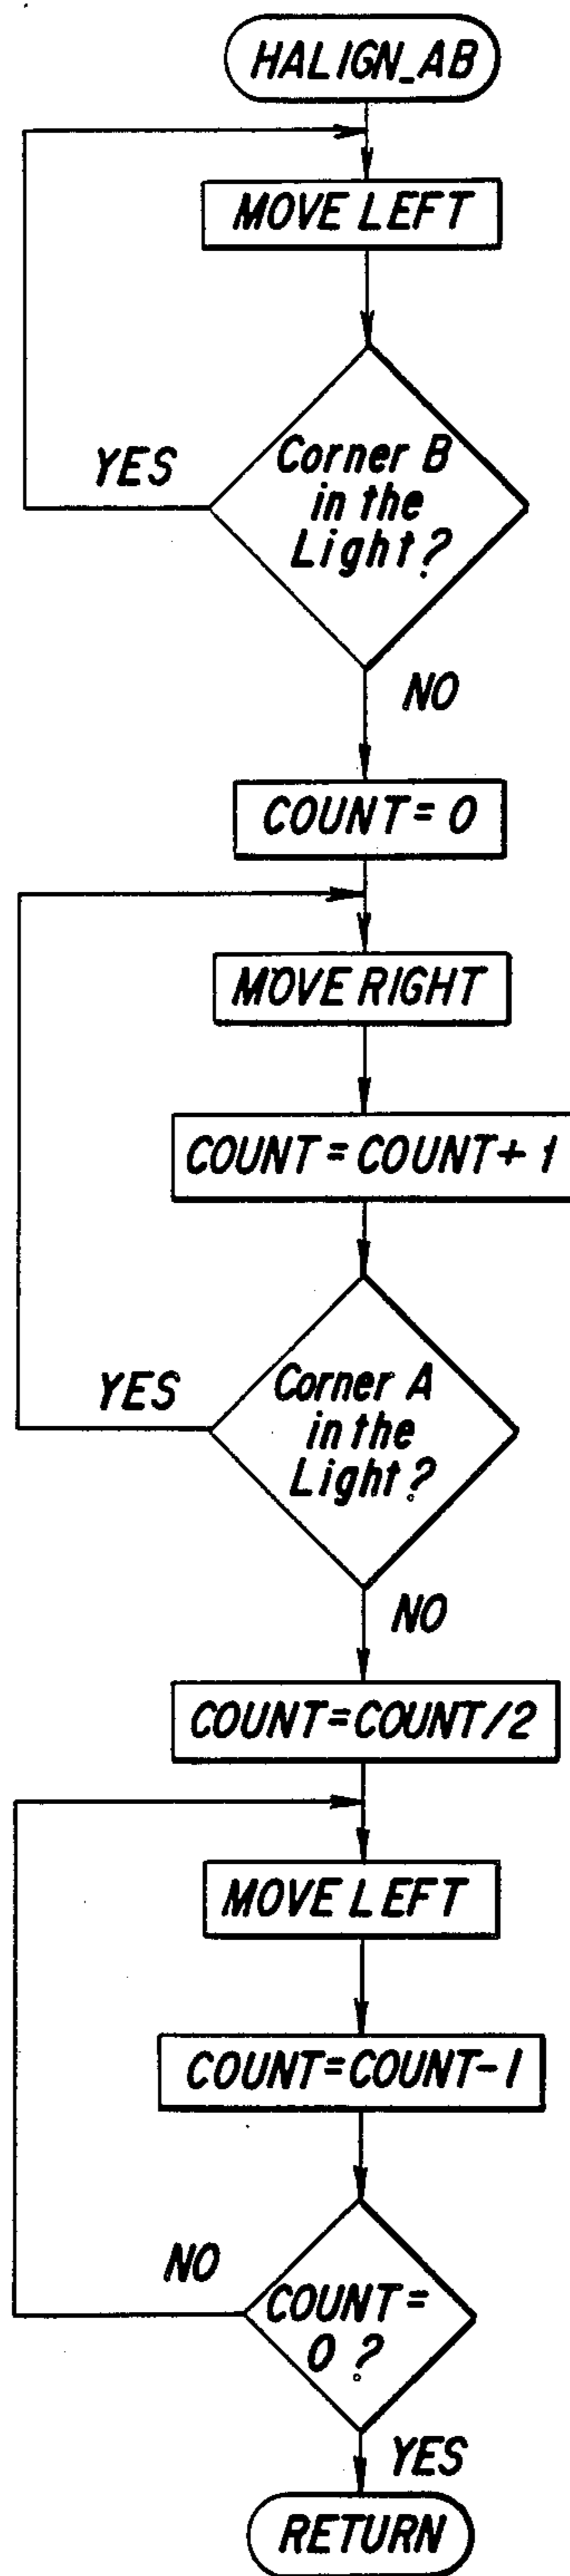 HALIGN_AB
MOVE LEFT
Corner B
in the
Light?
YES
NO
COUNT = 0
MOVE RIGHT
COUNT = COUNT + 1
Corner A
in the
Light?
YES
NO
COUNT=COUNT/2
MOVE LEFT
COUNT=COUNT-1
NO
COUNT=
0 ?
YES
RETURN